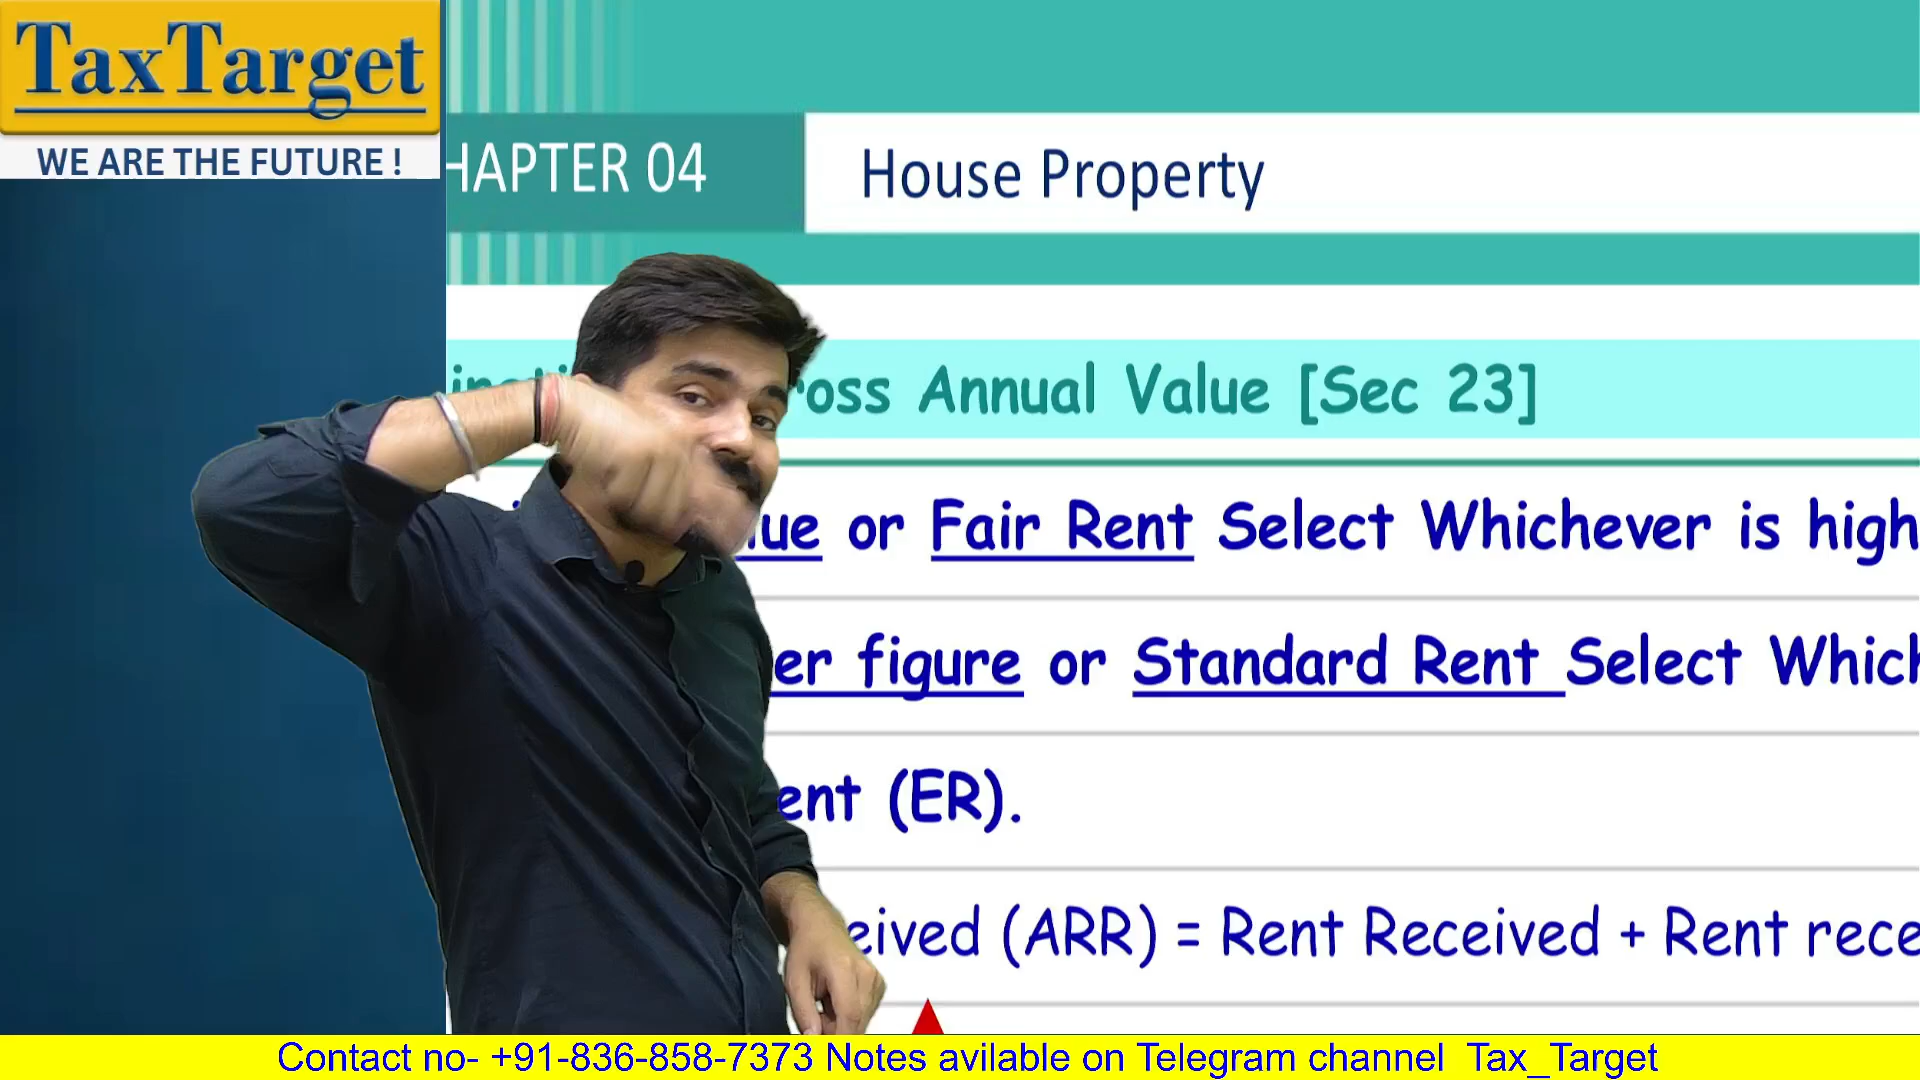 TaxTarget
WE ARE THE FUTURE !
HAPTER 04
House Property
ross Annual Value [Sec 23]
lue or Fair Rent Select Whichever is high
er figure or Standard Rent Select Which
ent (ER).
eived (ARR) = Rent Received + Rent rece
Contact no- +91-836-858-7373 Notes avilable on Telegram channel Tax_Target